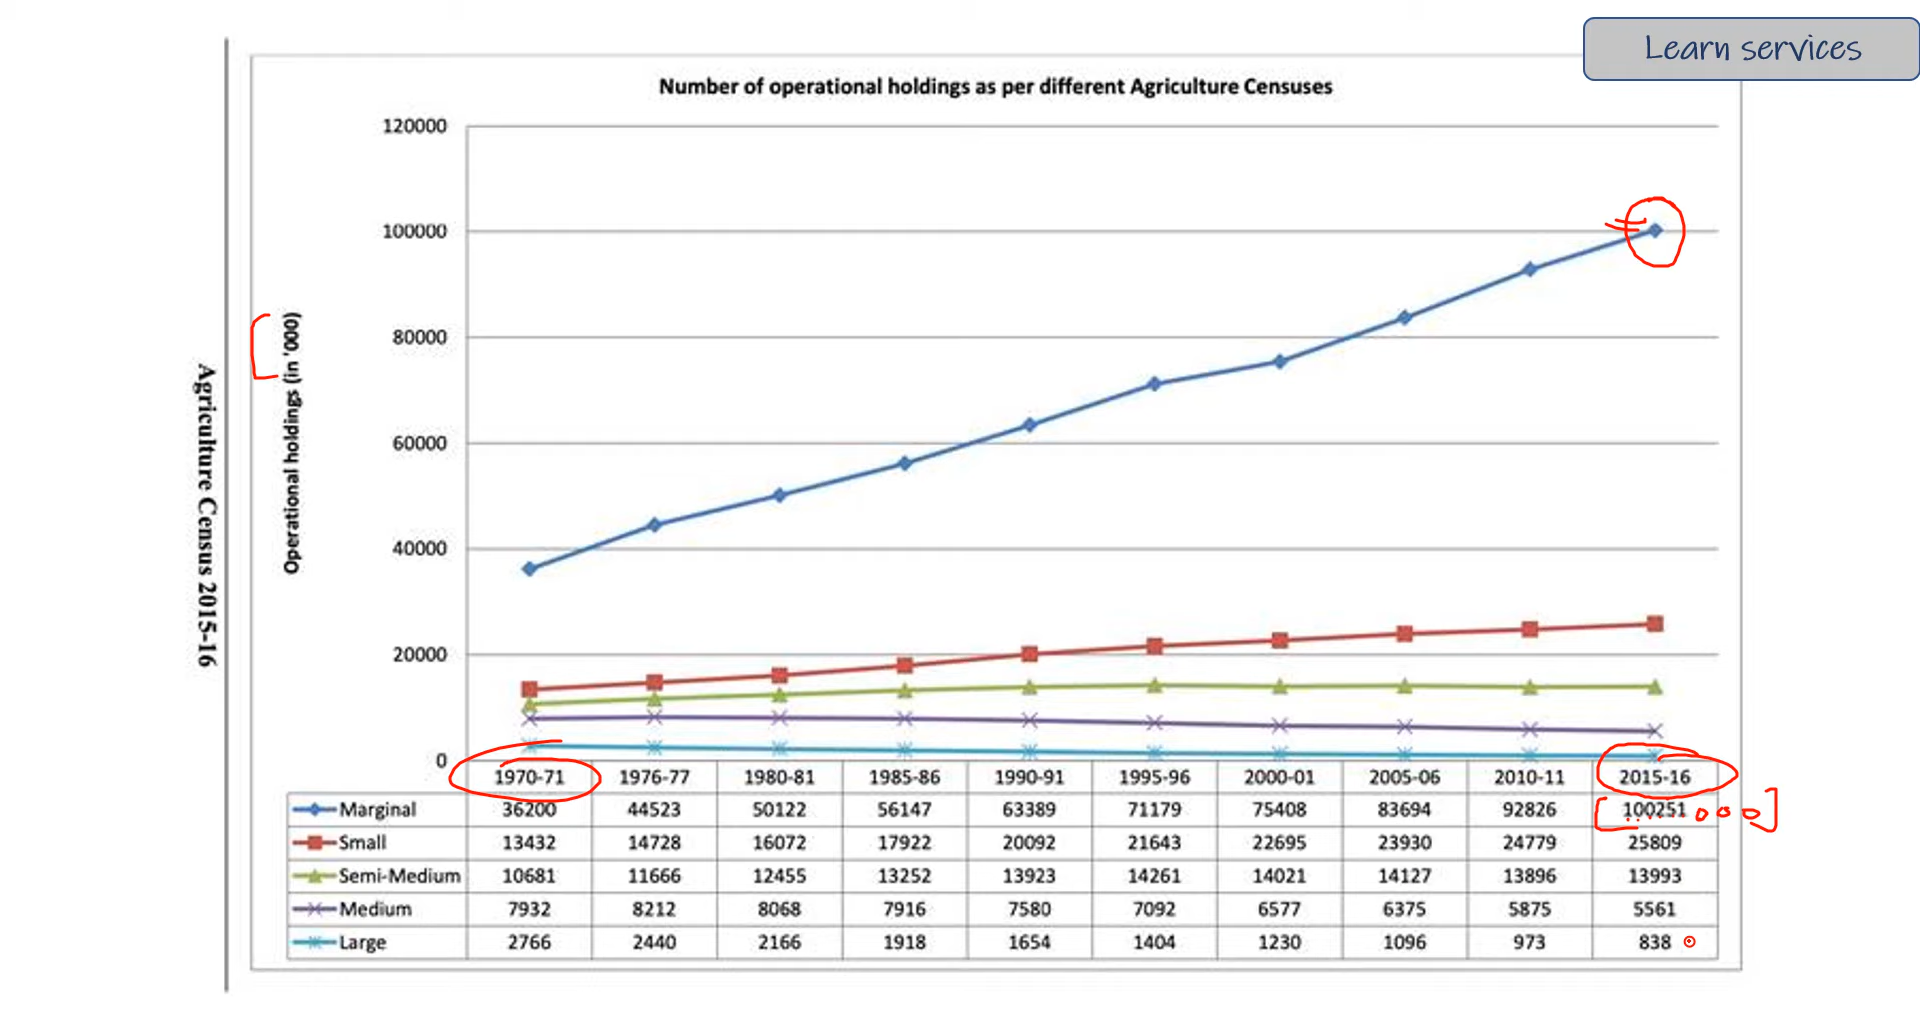 Learn services
Number of operational holdings as per different Agriculture Censuses
120000
100000
80000
60000
40000
20000
0
Operational holdings (in '000)
Agriculture Census 2015-16
1970-71 1976-77 1980-81 1985-86 1990-91 1995-96 2000-01 2005-06 2010-11 2015-16
Marginal 36200 44523 50122 56147 63389 71179 75408 83694 92826 100251 000
Small 13432 14728 16072 17922 20092 21643 22695 23930 24779 25809
Semi-Medium 10681 11666 12455 13252 13923 14261 14021 14127 13896 13993
Medium 7932 8212 8068 7916 7580 7092 6577 6375 5875 5561
Large 2766 2440 2166 1918 1654 1404 1230 1096 973 838